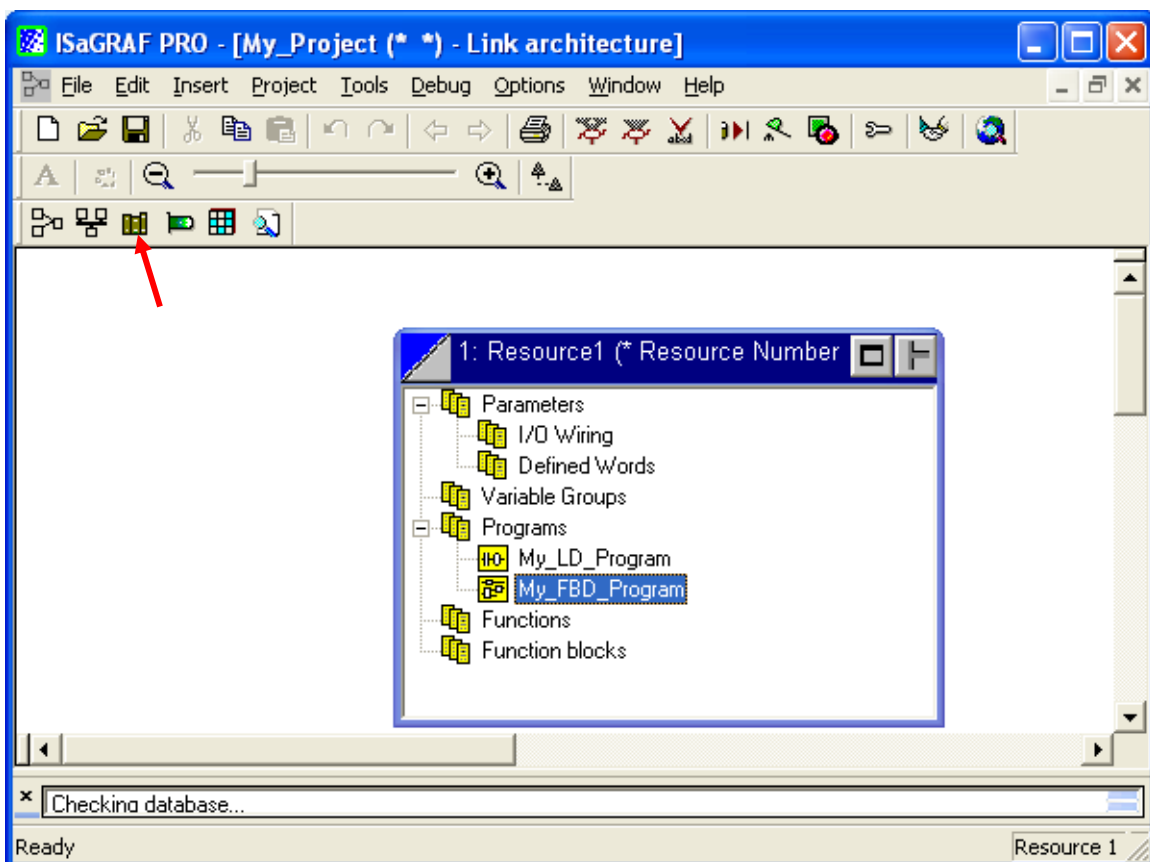 ISaGRAF PRO - [My_Project (* *) - Link architecture]
File Edit Insert Project Tools Debug Options Window Help
1: Resource1 (* Resource Number
Parameters
I/O Wiring
Defined Words
Variable Groups
Programs
My_LD_Program
My_FBD_Program
Functions
Function blocks
Checking database...
Ready
Resource 1